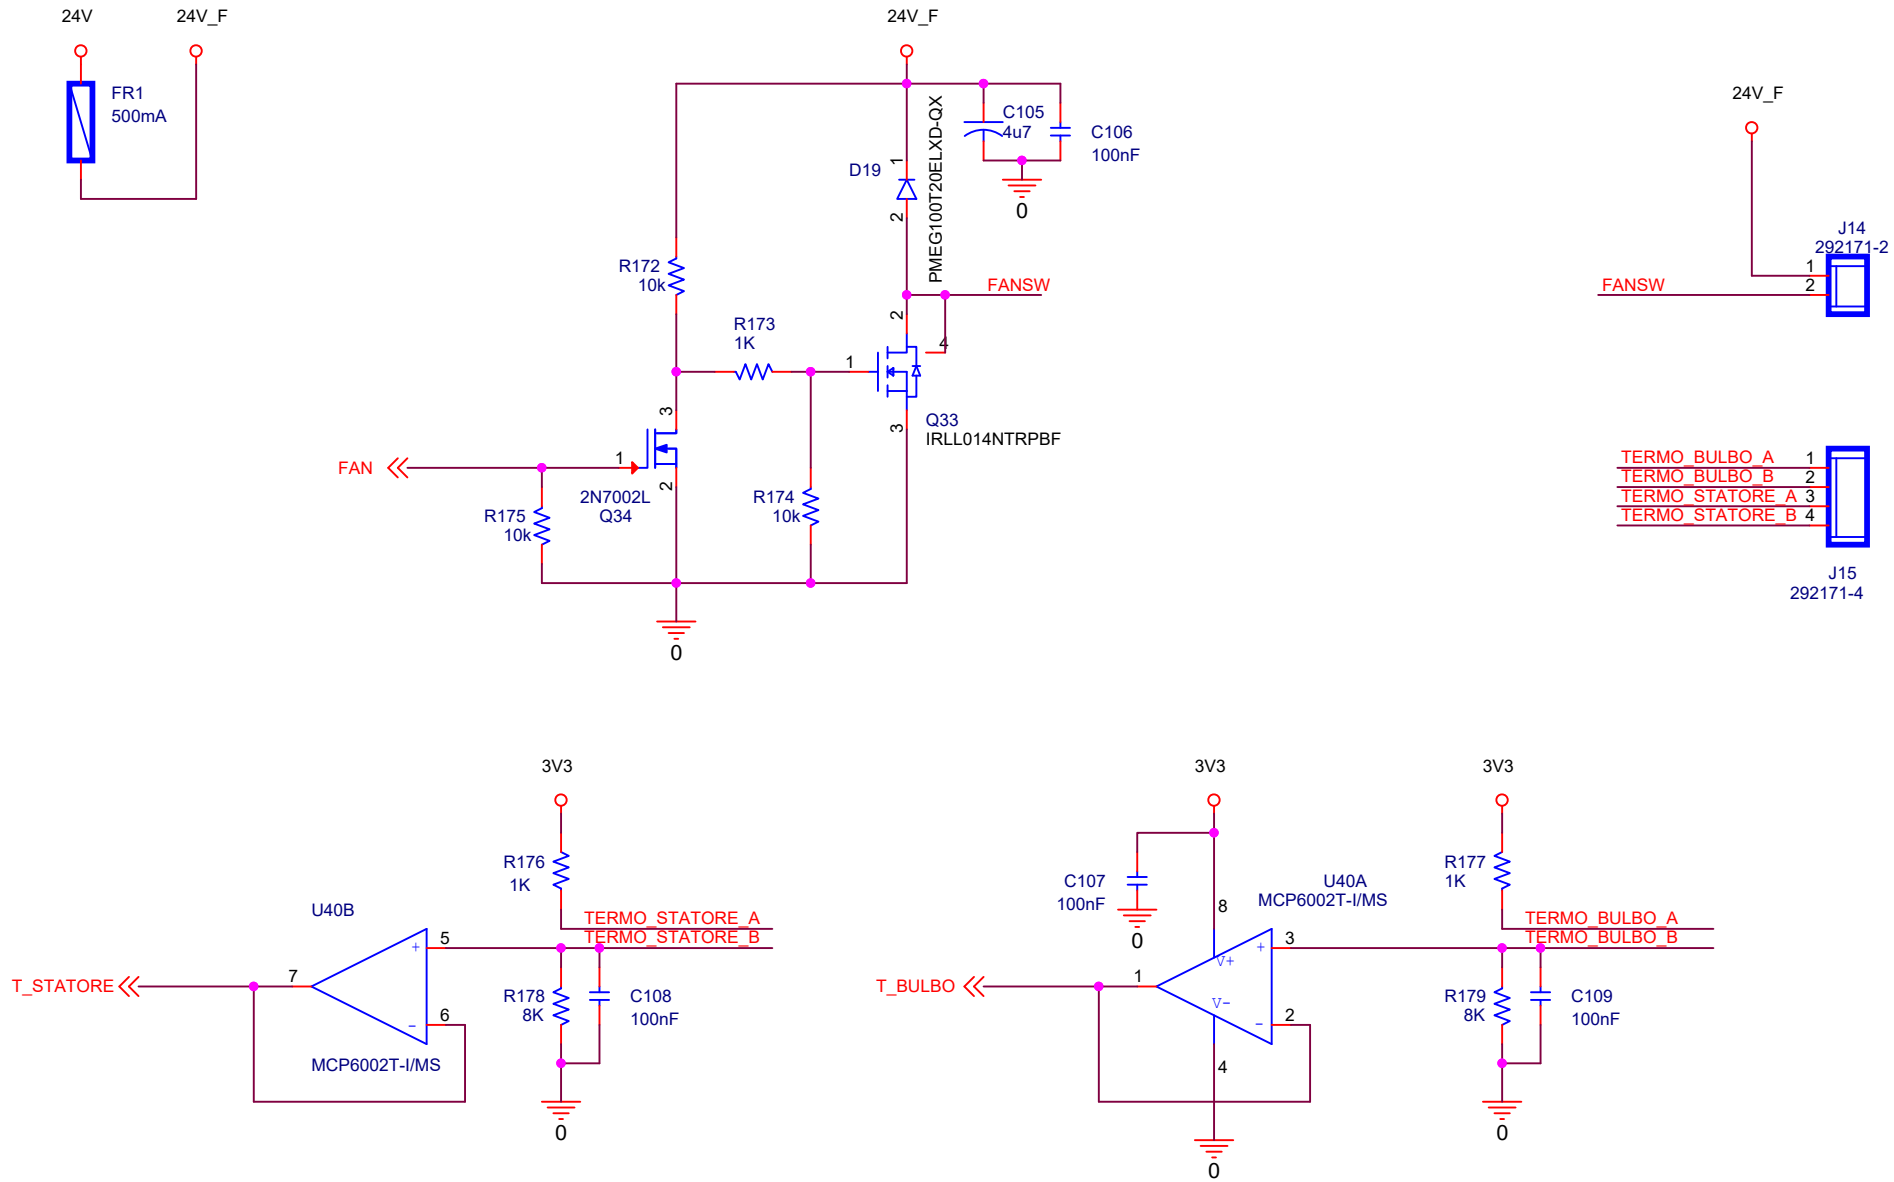 24V
24V_F
FR1
500mA
24V_F
C105
4u7
C106
100nF
0
D19
1
2
PMEG100T20ELXD-QX
R172
10k
FANSW
R173
1K
2
4
1
3
Q33
IRLL014NTRPBF
3
FAN
1
2
2N7002L
Q34
R175
10k
R174
10k
0
24V_F
J14
292171-2
1
FANSW
2
TERMO_BULBO_A
1
TERMO_BULBO_B
2
TERMO_STATORE_A
3
TERMO_STATORE_B
4
J15
292171-4
3V3
R176
1K
U40B
TERMO_STATORE_A
TERMO_STATORE_B
5
+
7
T_STATORE
6
-
R178
8K
C108
100nF
MCP6002T-I/MS
0
3V3
C107
100nF
0
8
U40A
MCP6002T-I/MS
3V3
R177
1K
TERMO_BULBO_A
TERMO_BULBO_B
3
+
V+
1
T_BULBO
V-
-
2
4
R179
8K
C109
100nF
0
0